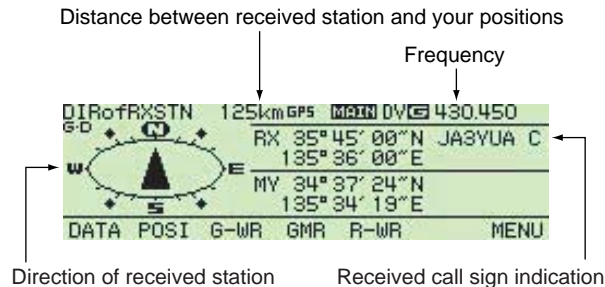 Distance between received station and your positions
Frequency
DIRofRXSTN 125km GPS MAIN DV G 430.450
G-D N RX 35°45′00″N JA3YUA C
135°36′00″E
W E
MY 34°37′24″N
S 135°34′19″E
DATA POSI G-WR GMR R-WR MENU
Direction of received station Received call sign indication